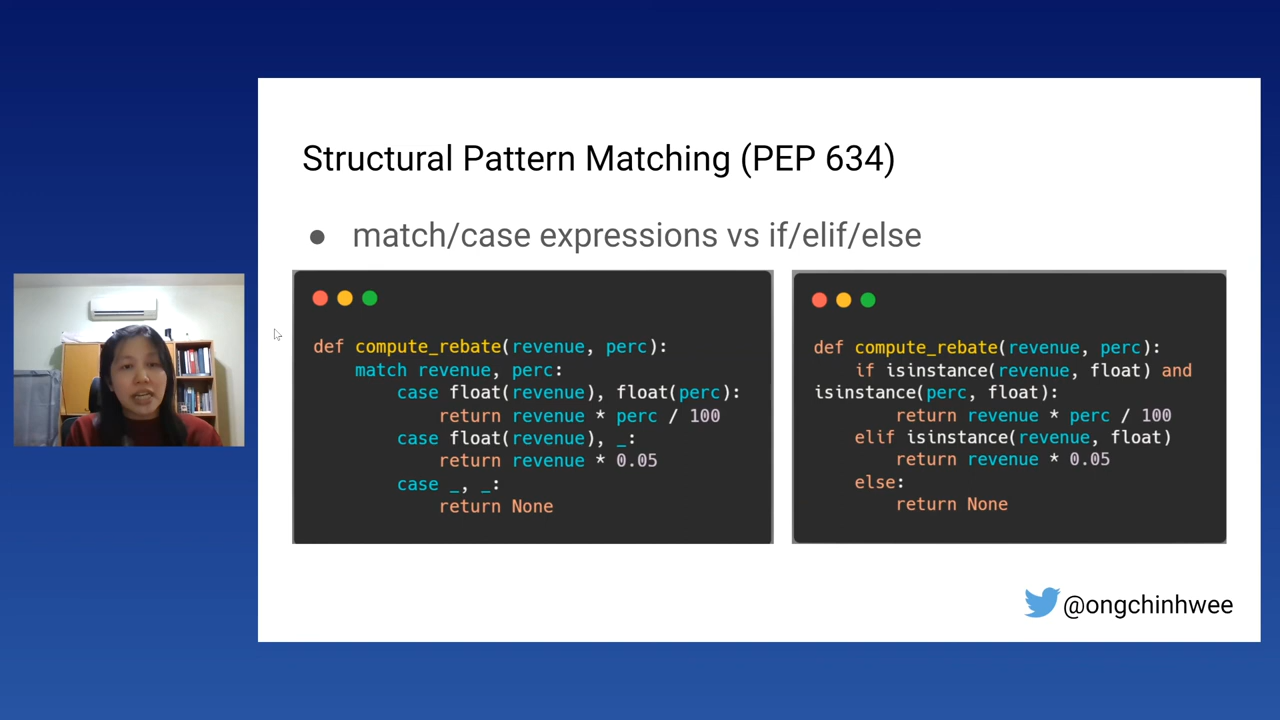 Structural Pattern Matching (PEP 634)
● match/case expressions vs if/elif/else
def compute_rebate(revenue, perc):
match revenue, perc:
case float(revenue), float(perc):
return revenue * perc / 100
case float(revenue), _:
return revenue * 0.05
case _, _:
return None
def compute_rebate(revenue, perc):
if isinstance(revenue, float) and
isinstance(perc, float):
return revenue * perc / 100
elif isinstance(revenue, float)
return revenue * 0.05
else:
return None
@ongchinhwee